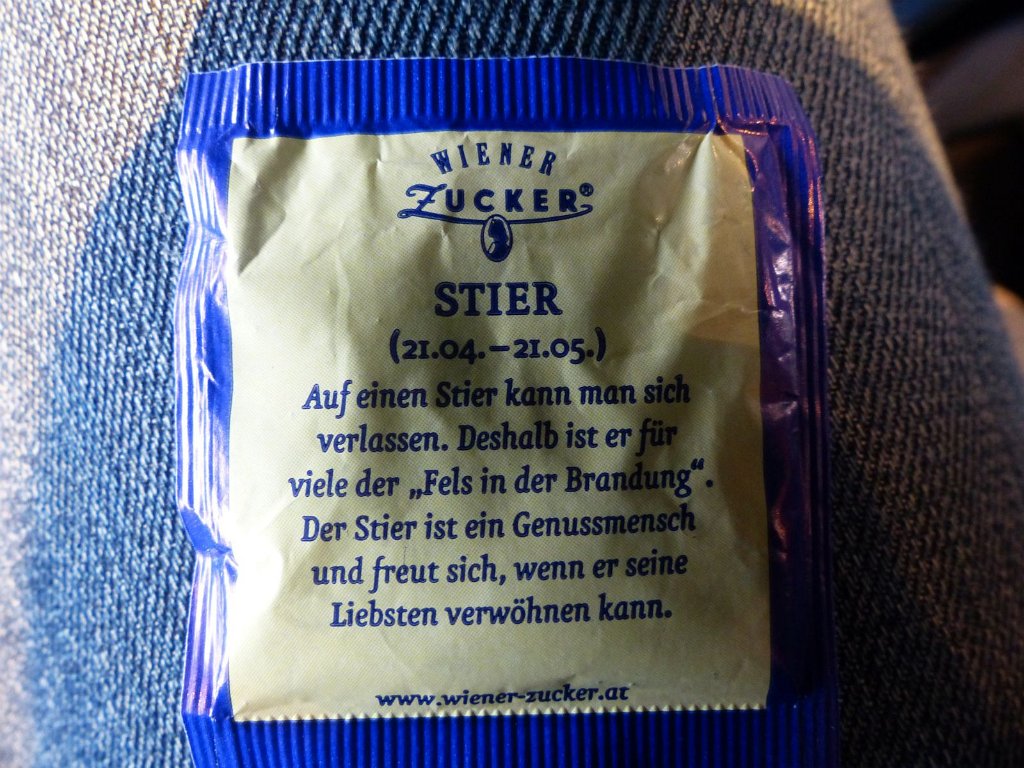 WIENER
ZUCKER®
STIER
(21.04.–21.05.)
Auf einen Stier kann man sich
verlassen. Deshalb ist er für
viele der „Fels in der Brandung“.
Der Stier ist ein Genussmensch
und freut sich, wenn er seine
Liebsten verwöhnen kann.
www.wiener-zucker.at